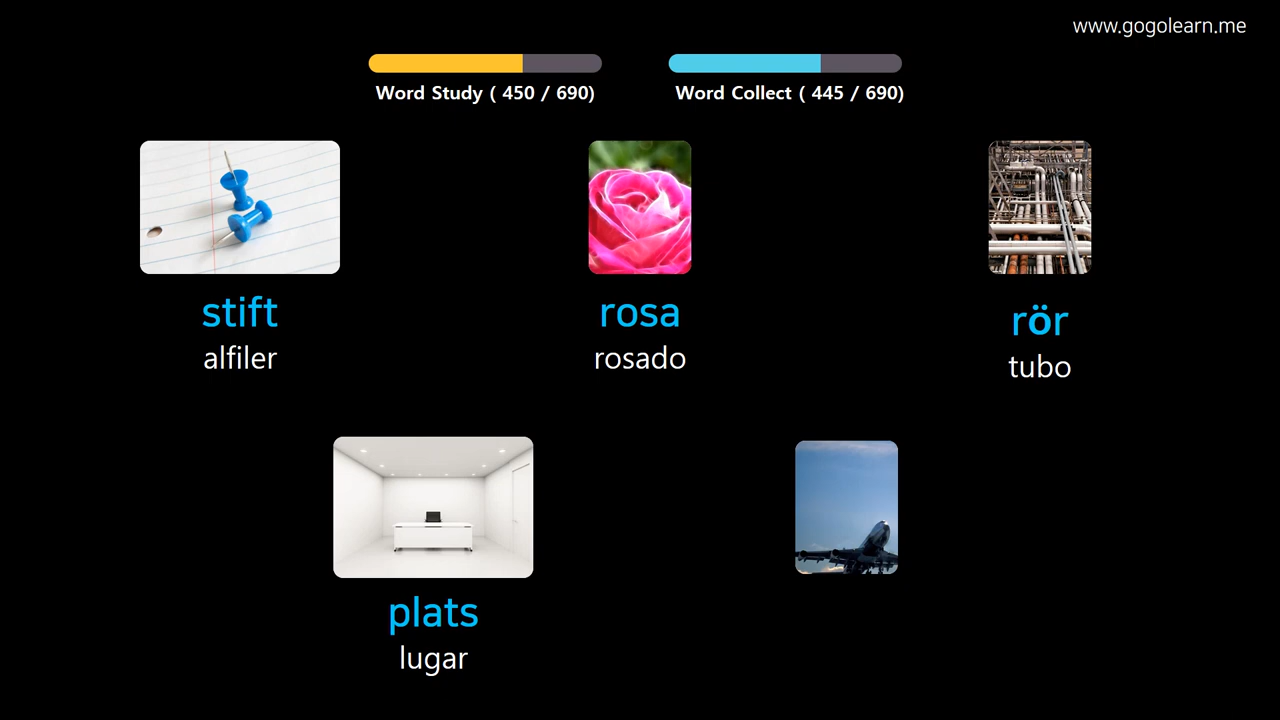 www.gogolearn.me
Word Study ( 450 / 690)
Word Collect ( 445 / 690)
stift
alfiler
rosa
rosado
rör
tubo
plats
lugar